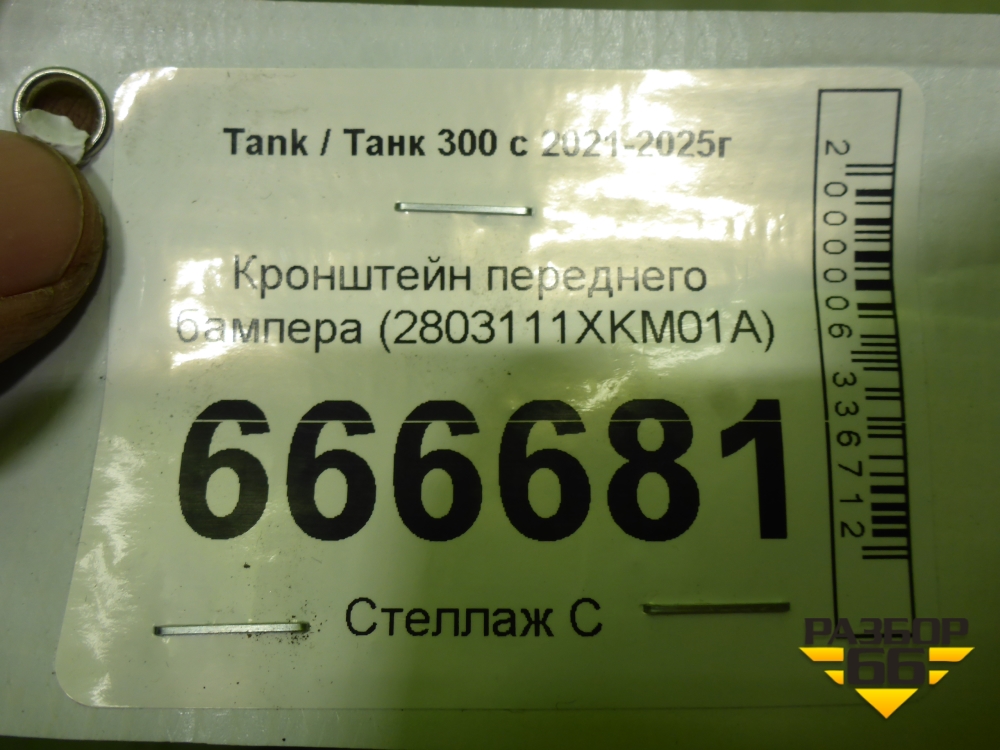 Tank / Танк 300 с 2021-2025г
Кронштейн переднего
бампера (2803111XKM01A)
666681
Стеллаж С
2000006336712
РАЗБОР
66